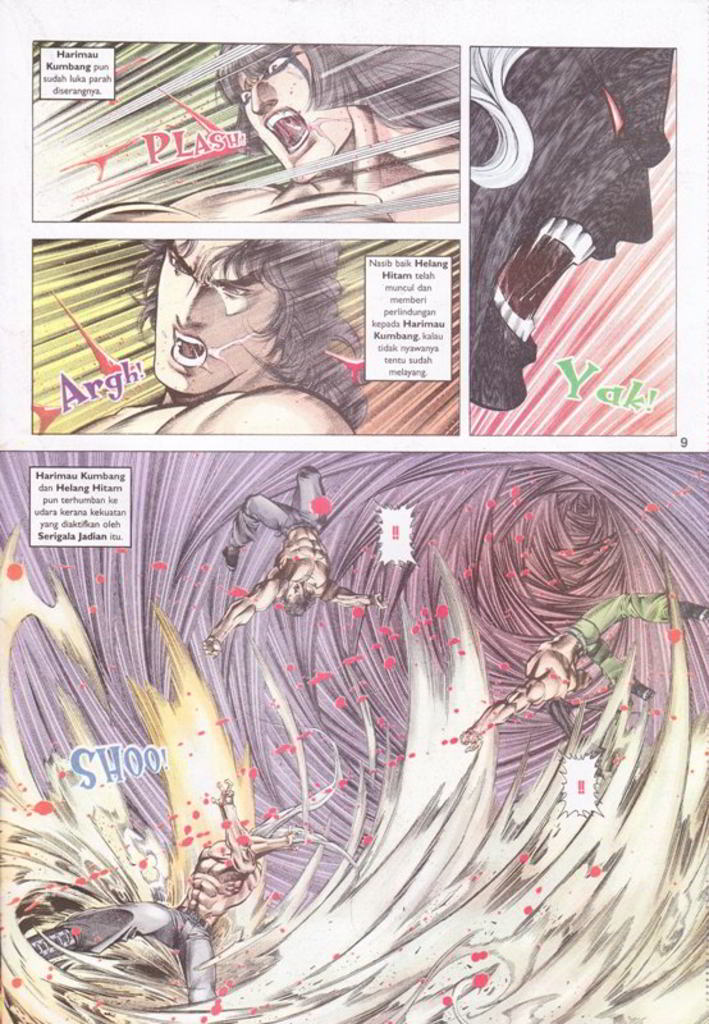 Harimau
Kumbang pun
sudah luka parah
diserangnya.
PLASH!
Nasib baik Helang
Hitam telah
muncul dan
memberi
perlindungan
kepada Harimau
Kumbang, kalau
tidak nyawanya
tentu sudah
melayang.
Argh!
Yak!
9
Harimau Kumbang
dan Helang Hitam
pun terhumban ke
udara kerana kekuatan
yang diaktifkan oleh
Serigala Jadian itu.
!!
SHOO!
!!